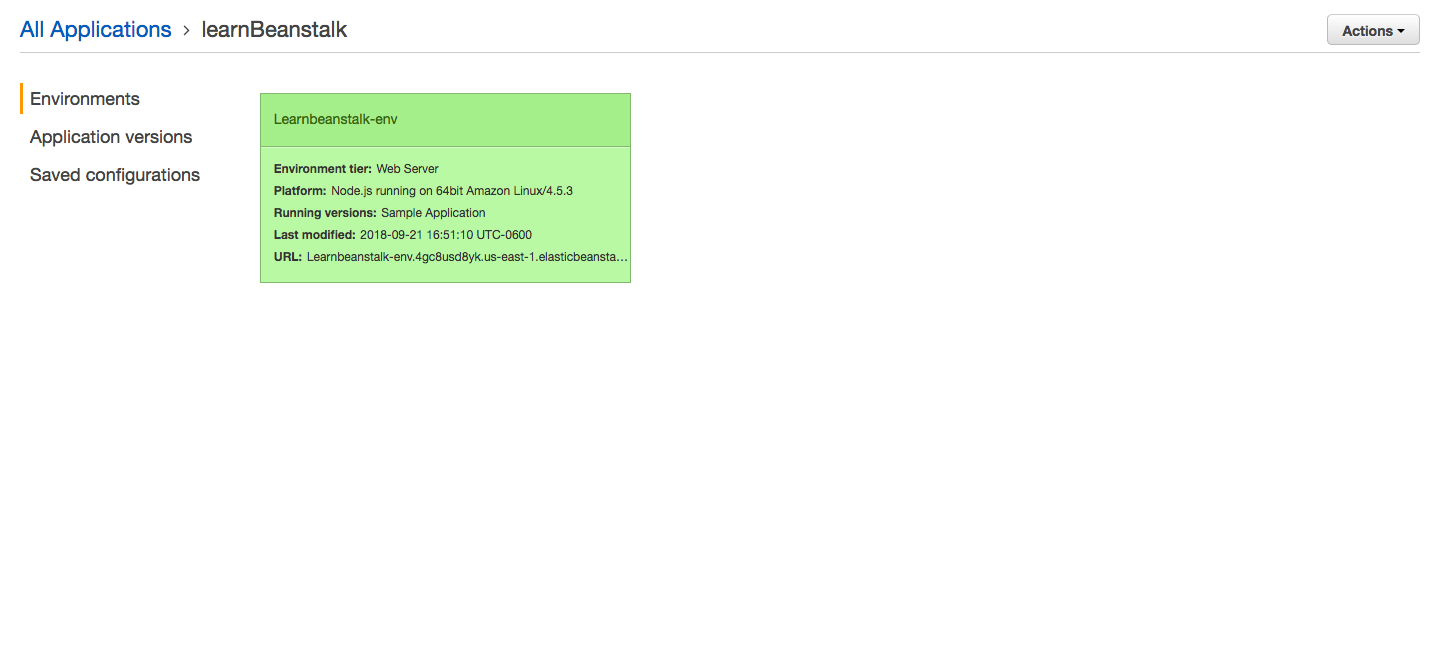 All Applications › learnBeanstalk
Actions
Environments
Application versions
Saved configurations
Learnbeanstalk-env
Environment tier: Web Server
Platform: Node.js running on 64bit Amazon Linux/4.5.3
Running versions: Sample Application
Last modified: 2018-09-21 16:51:10 UTC-0600
URL: Learnbeanstalk-env.4gc8usd8yk.us-east-1.elasticbeansta…